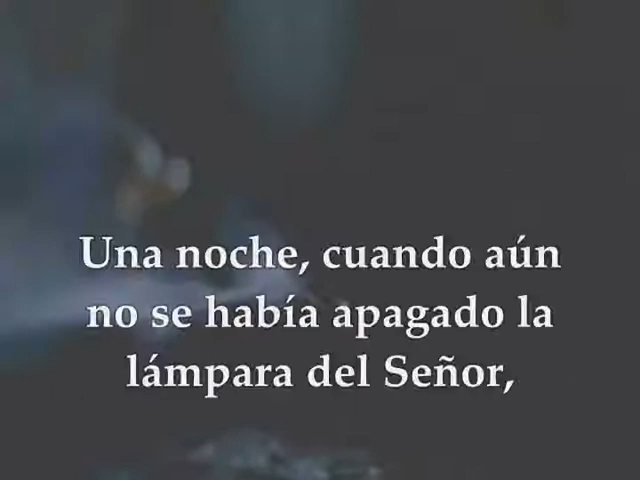 Una noche, cuando aún
no se había apagado la
lámpara del Señor,